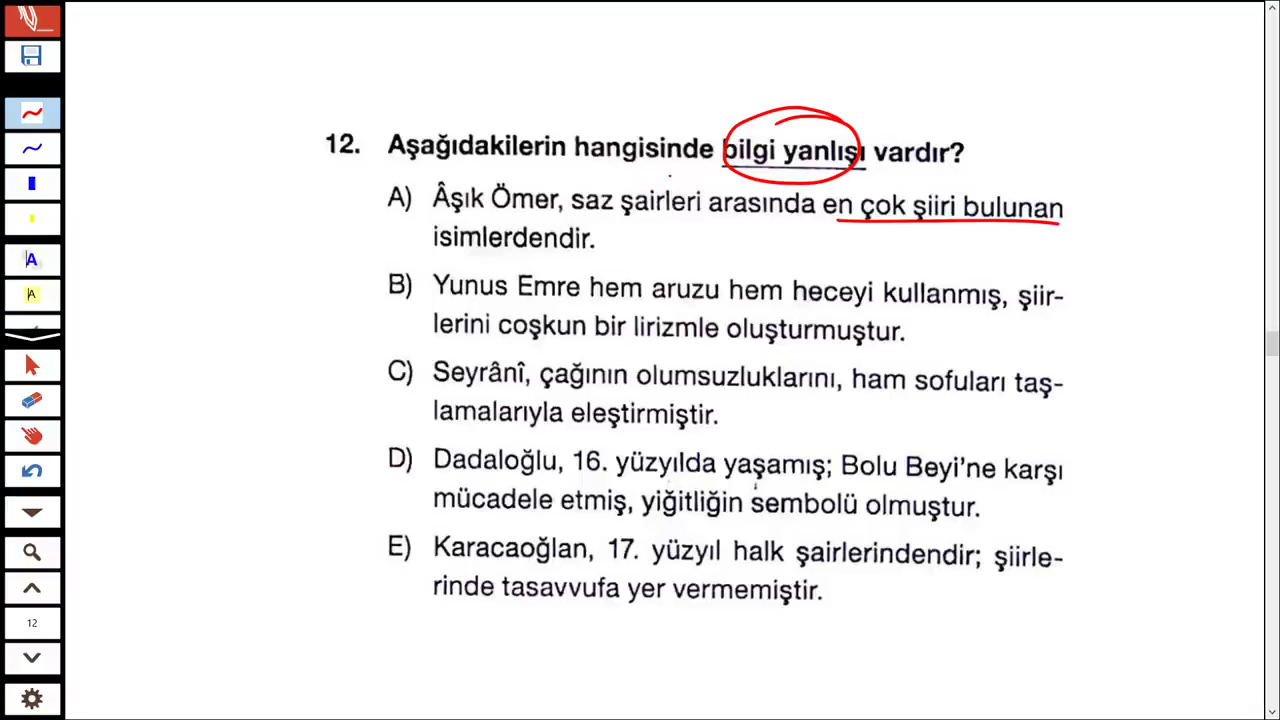 12. Aşağıdakilerin hangisinde bilgi yanlışı vardır?
A) Âşık Ömer, saz şairleri arasında en çok şiiri bulunan
isimlerdendir.
B) Yunus Emre hem aruzu hem heceyi kullanmış, şiir-
lerini coşkun bir lirizmle oluşturmuştur.
C) Seyrânî, çağının olumsuzluklarını, ham sofuları taş-
lamalarıyla eleştirmiştir.
D) Dadaloğlu, 16. yüzyılda yaşamış; Bolu Beyi'ne karşı
mücadele etmiş, yiğitliğin sembolü olmuştur.
E) Karacaoğlan, 17. yüzyıl halk şairlerindendir; şiirle-
rinde tasavvufa yer vermemiştir.
A
A
12